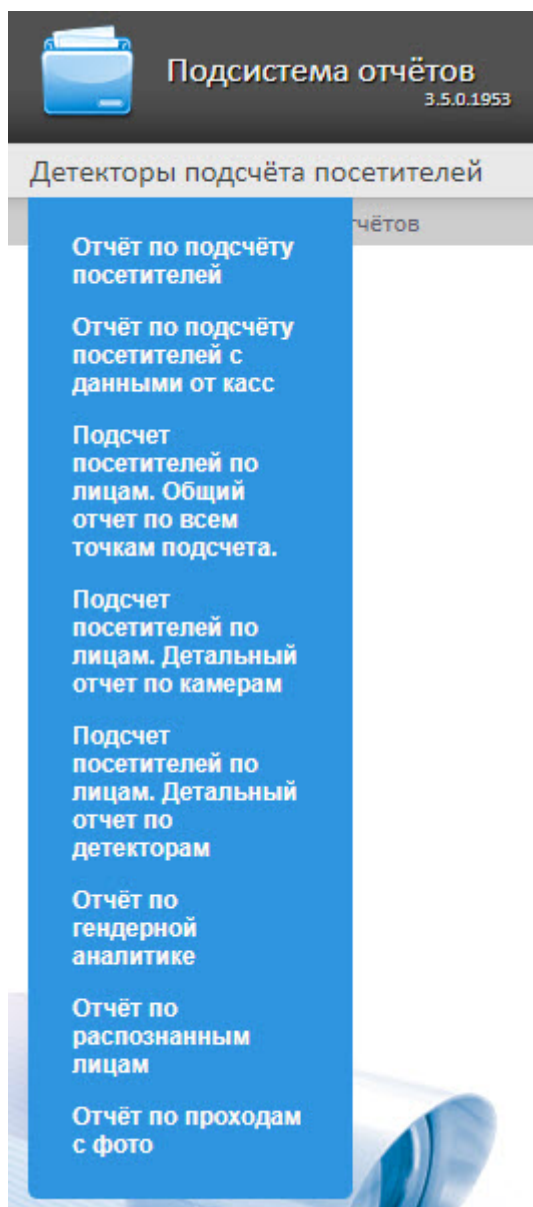 Подсистема отчётов
3.5.0.1953
Детекторы подсчёта посетителей
чётов
Отчёт по подсчёту
посетителей
Отчёт по подсчёту
посетителей с
данными от касс
Подсчет
посетителей по
лицам. Общий
отчет по всем
точкам подсчета.
Подсчет
посетителей по
лицам. Детальный
отчет по камерам
Подсчет
посетителей по
лицам. Детальный
отчет по
детекторам
Отчёт по
гендерной
аналитике
Отчёт по
распознанным
лицам
Отчёт по проходам
с фото